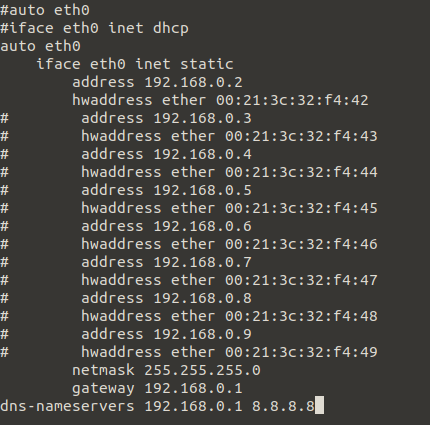 #auto eth0
#iface eth0 inet dhcp
auto eth0
    iface eth0 inet static
        address 192.168.0.2
        hwaddress ether 00:21:3c:32:f4:42
#        address 192.168.0.3
#        hwaddress ether 00:21:3c:32:f4:43
#        address 192.168.0.4
#        hwaddress ether 00:21:3c:32:f4:44
#        address 192.168.0.5
#        hwaddress ether 00:21:3c:32:f4:45
#        address 192.168.0.6
#        hwaddress ether 00:21:3c:32:f4:46
#        address 192.168.0.7
#        hwaddress ether 00:21:3c:32:f4:47
#        address 192.168.0.8
#        hwaddress ether 00:21:3c:32:f4:48
#        address 192.168.0.9
#        hwaddress ether 00:21:3c:32:f4:49
        netmask 255.255.255.0
        gateway 192.168.0.1
dns-nameservers 192.168.0.1 8.8.8.8